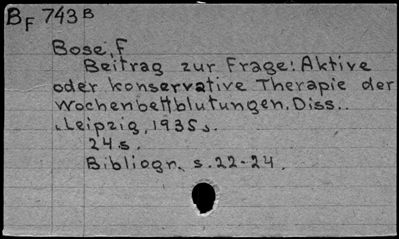 BF 743 B
Bose, F
Beitrag zur Frage: Aktive
oder konservative Therapie der
Wochenbettblutungen. Diss..
Leipzig, 1935.
24 s.
Bibliogr. s. 22-24.